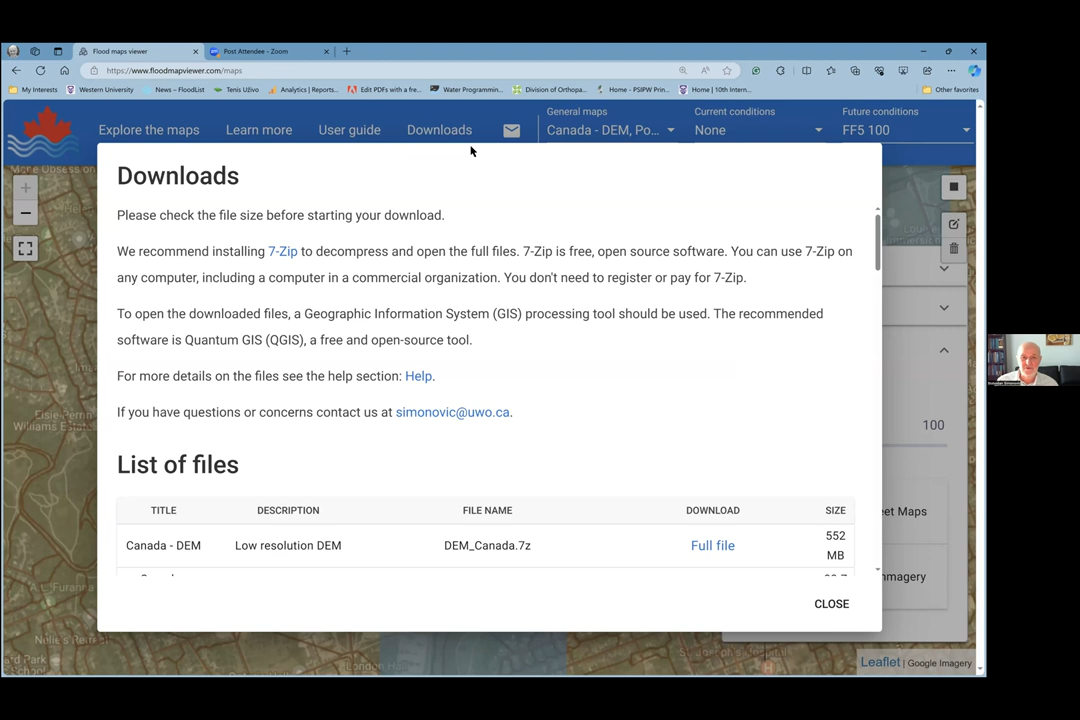 Flood maps viewer
Post Attendee - Zoom
https://www.floodmapviewer.com/maps
My Interests
Western University
News – FloodList
Tenis Uživo
Analytics | Reports...
Edit PDFs with a fre...
Water Programmin...
Division of Orthopa...
Home - PSIPW Prin...
Home | 10th Intern...
Other favorites
General maps
Current conditions
Future conditions
Explore the maps
Learn more
User guide
Downloads
Canada - DEM, Po...
None
FF5 100
Downloads
Please check the file size before starting your download.
We recommend installing 7-Zip to decompress and open the full files. 7-Zip is free, open source software. You can use 7-Zip on
any computer, including a computer in a commercial organization. You don't need to register or pay for 7-Zip.
To open the downloaded files, a Geographic Information System (GIS) processing tool should be used. The recommended
software is Quantum GIS (QGIS), a free and open-source tool.
For more details on the files see the help section: Help.
If you have questions or concerns contact us at simonovic@uwo.ca.
100
List of files
TITLE DESCRIPTION FILE NAME DOWNLOAD SIZE
Canada - DEM Low resolution DEM DEM_Canada.7z Full file 552
MB
eet Maps
mmagery
CLOSE
Williams Estate
London Hall
Leaflet | Google Imagery